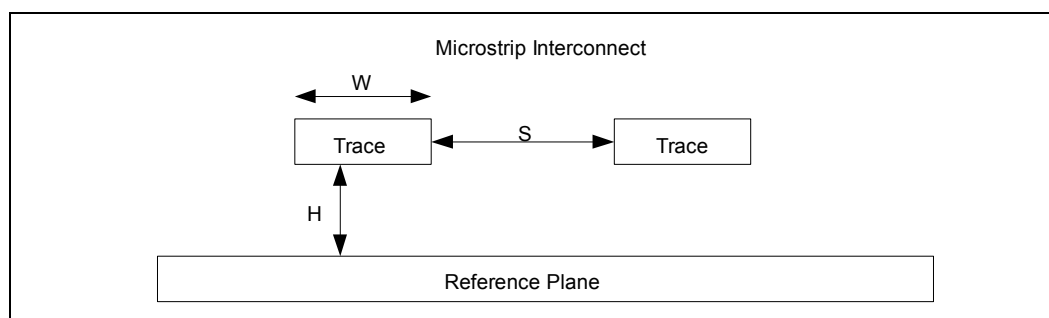 Microstrip Interconnect
W
Trace
S
Trace
H
Reference Plane